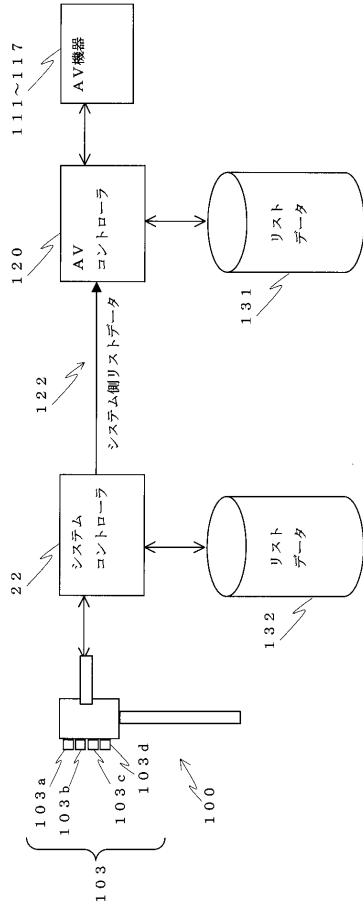 103
103a
103b
103c
103d
100
22
システム
コントローラ
132
リスト
データ
122
システム側リストデータ
120
AV
コントローラ
131
リスト
データ
111～117
AV機器